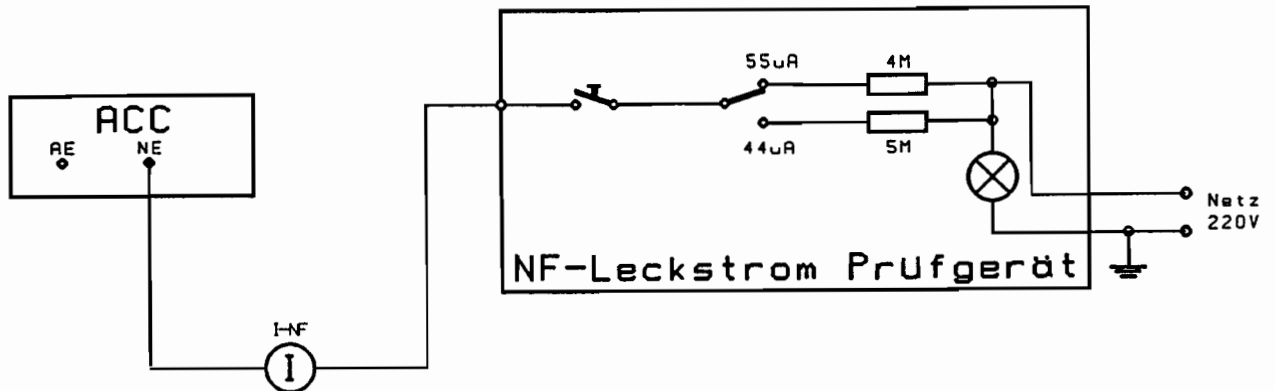 ACC
AE NE
I-NF
I
55uA 4M
44uA 5M
NF-Leckstrom Prüfgerät
Netz
220V